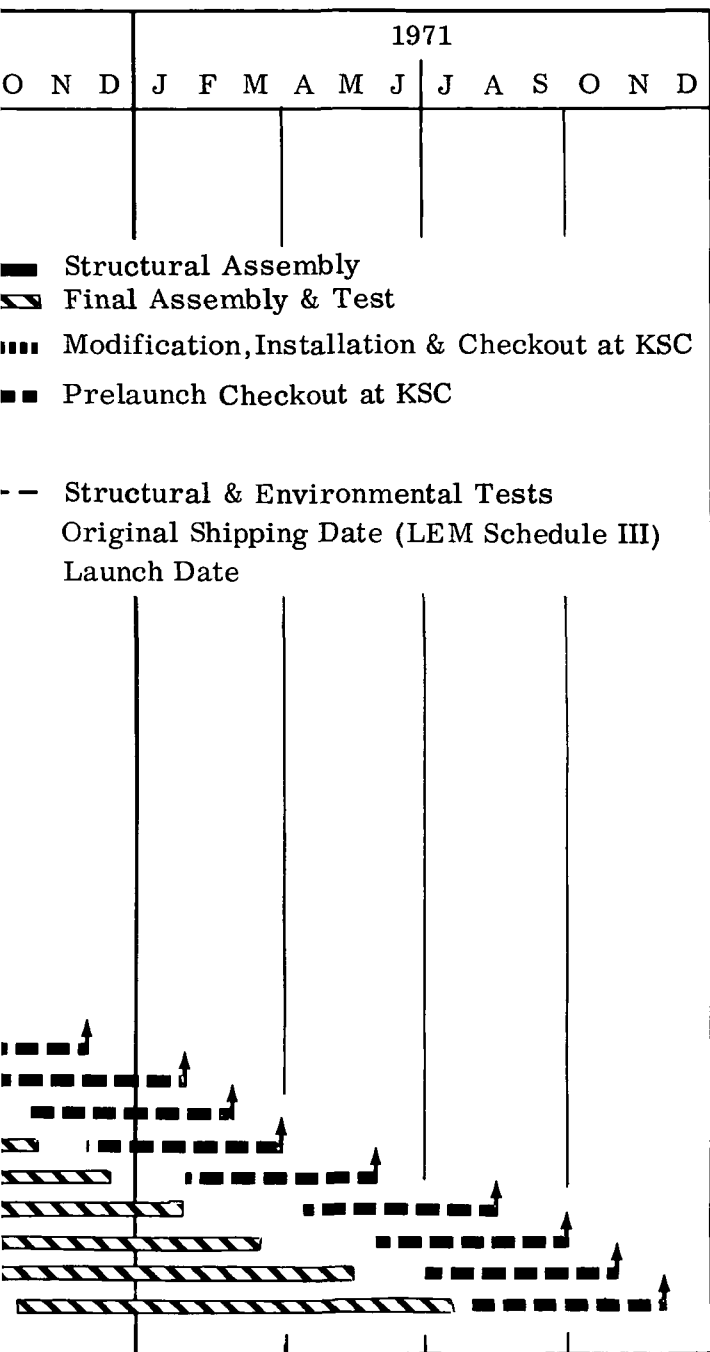 1971
O N D J F M A M J J A S O N D
Structural Assembly
Final Assembly & Test
Modification, Installation & Checkout at KSC
Prelaunch Checkout at KSC
Structural & Environmental Tests
Original Shipping Date (LEM Schedule III)
Launch Date